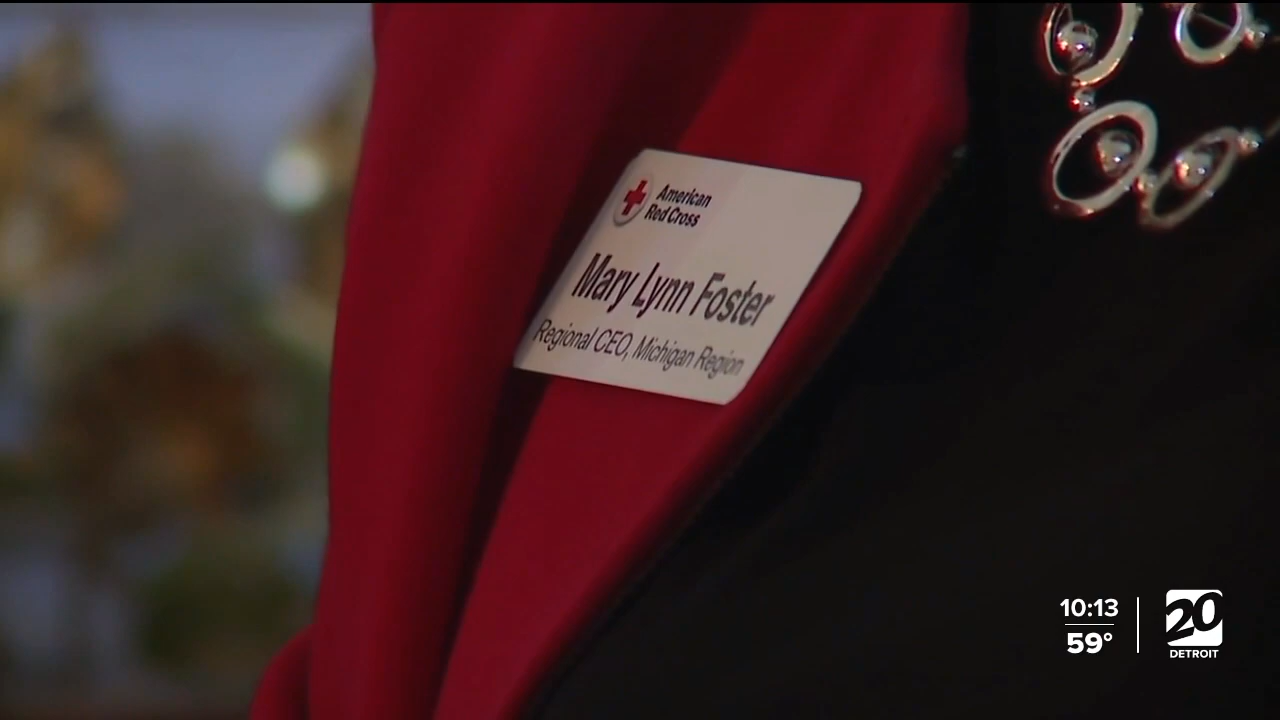 American
Red Cross
Mary Lynn Foster
Regional CEO, Michigan Region
10:13
59°
20
DETROIT